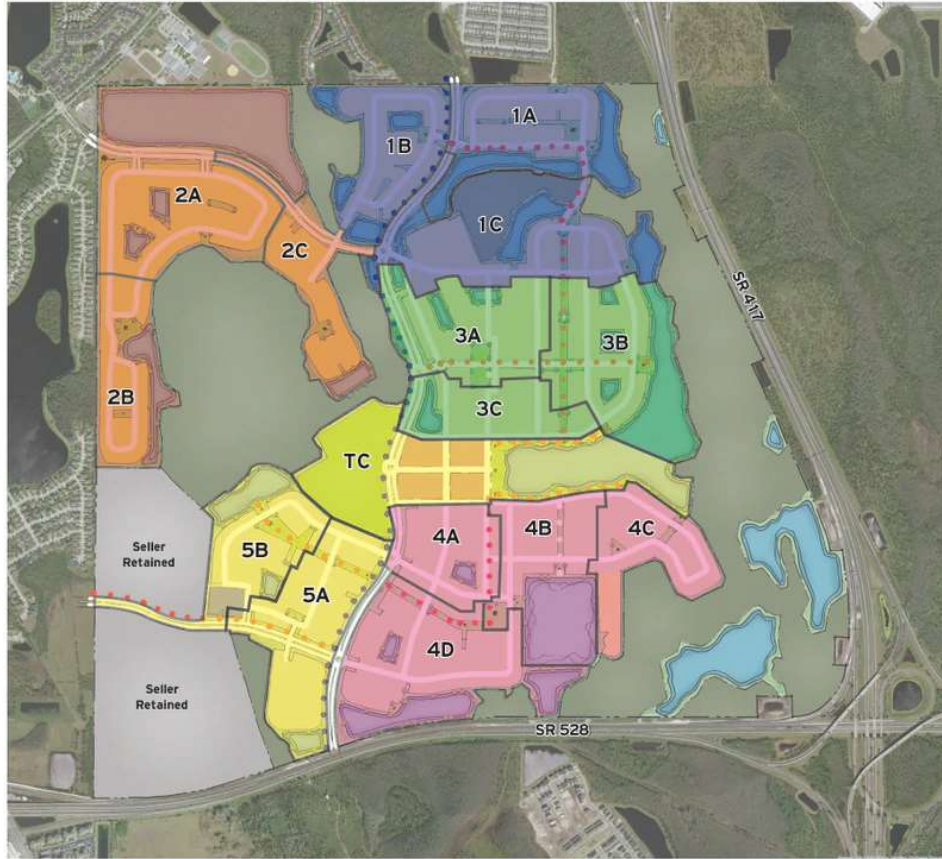 1A
1B
2A
1C
2C
SR 417
3A
3B
2B
3C
TC
4A
4B
4C
Seller
Retained
5B
5A
4D
Seller
Retained
SR 528